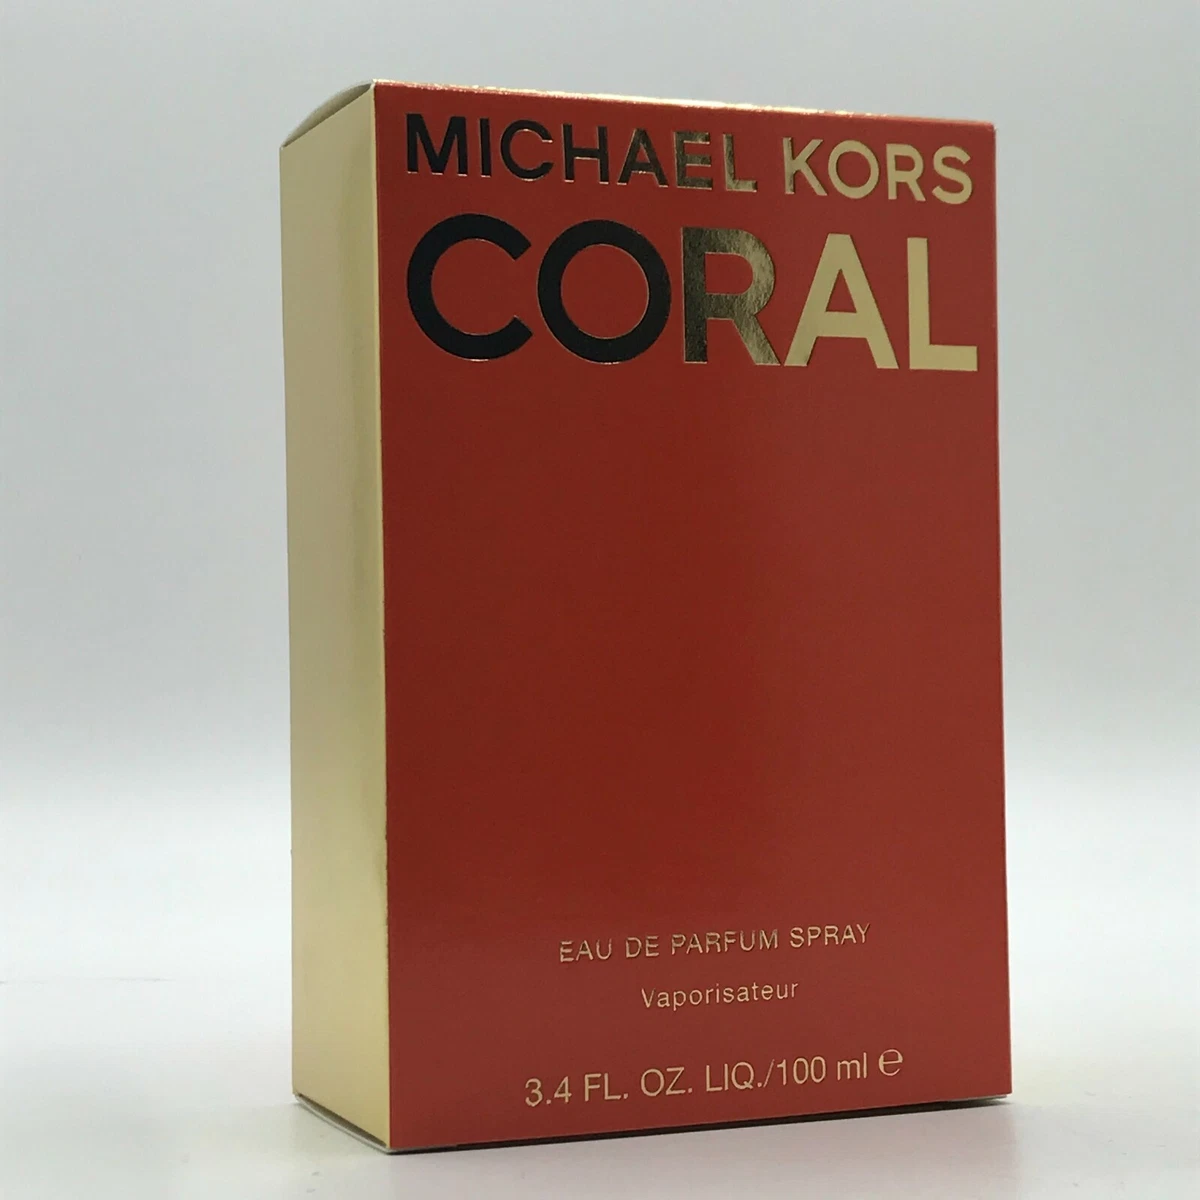 MICHAEL KORS
CORAL
EAU DE PARFUM SPRAY
Vaporisateur
3.4 FL. OZ. LIQ./100 ml ℮